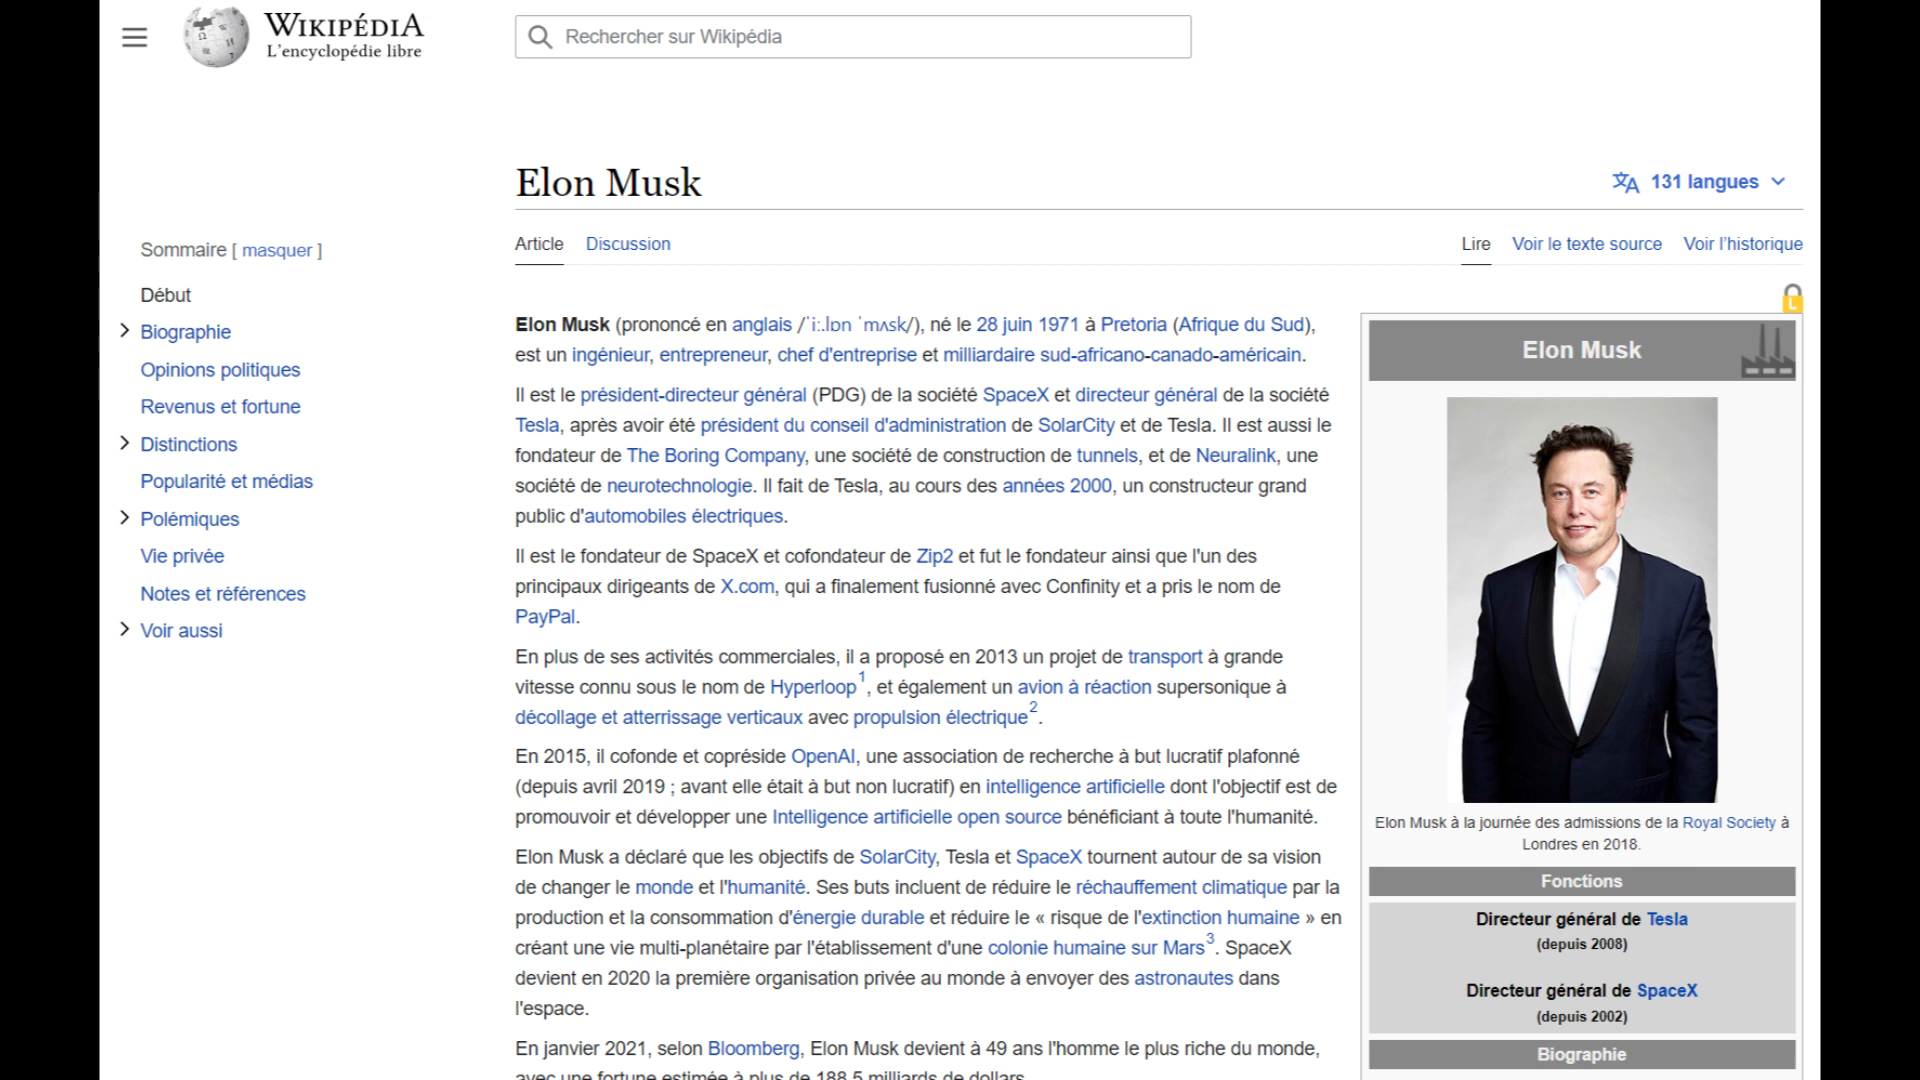 WIKIPÉDIA
L'encyclopédie libre
Rechercher sur Wikipédia
Elon Musk
131 langues
Article
Discussion
Lire
Voir le texte source
Voir l'historique
Sommaire [ masquer ]
Début
Biographie
Opinions politiques
Revenus et fortune
Distinctions
Popularité et médias
Polémiques
Vie privée
Notes et références
Voir aussi
Elon Musk (prononcé en anglais /ˈiː.lɒn ˈmʌsk/), né le 28 juin 1971 à Pretoria (Afrique du Sud),
est un ingénieur, entrepreneur, chef d'entreprise et milliardaire sud-africano-canado-américain.
Il est le président-directeur général (PDG) de la société SpaceX et directeur général de la société
Tesla, après avoir été président du conseil d'administration de SolarCity et de Tesla. Il est aussi le
fondateur de The Boring Company, une société de construction de tunnels, et de Neuralink, une
société de neurotechnologie. Il fait de Tesla, au cours des années 2000, un constructeur grand
public d'automobiles électriques.
Il est le fondateur de SpaceX et cofondateur de Zip2 et fut le fondateur ainsi que l'un des
principaux dirigeants de X.com, qui a finalement fusionné avec Confinity et a pris le nom de
PayPal.
En plus de ses activités commerciales, il a proposé en 2013 un projet de transport à grande
vitesse connu sous le nom de Hyperloop1, et également un avion à réaction supersonique à
décollage et atterrissage verticaux avec propulsion électrique2.
En 2015, il cofonde et copréside OpenAI, une association de recherche à but lucratif plafonné
(depuis avril 2019 ; avant elle était à but non lucratif) en intelligence artificielle dont l'objectif est de
promouvoir et développer une Intelligence artificielle open source bénéficiant à toute l'humanité.
Elon Musk a déclaré que les objectifs de SolarCity, Tesla et SpaceX tournent autour de sa vision
de changer le monde et l'humanité. Ses buts incluent de réduire le réchauffement climatique par la
production et la consommation d'énergie durable et réduire le « risque de l'extinction humaine » en
créant une vie multi-planétaire par l'établissement d'une colonie humaine sur Mars3. SpaceX
devient en 2020 la première organisation privée au monde à envoyer des astronautes dans
l'espace.
En janvier 2021, selon Bloomberg, Elon Musk devient à 49 ans l'homme le plus riche du monde,
avec une fortune estimée à plus de 188,5 milliards de dollars
L
Elon Musk
Elon Musk à la journée des admissions de la Royal Society à
Londres en 2018.
Fonctions
Directeur général de Tesla
(depuis 2008)
Directeur général de SpaceX
(depuis 2002)
Biographie